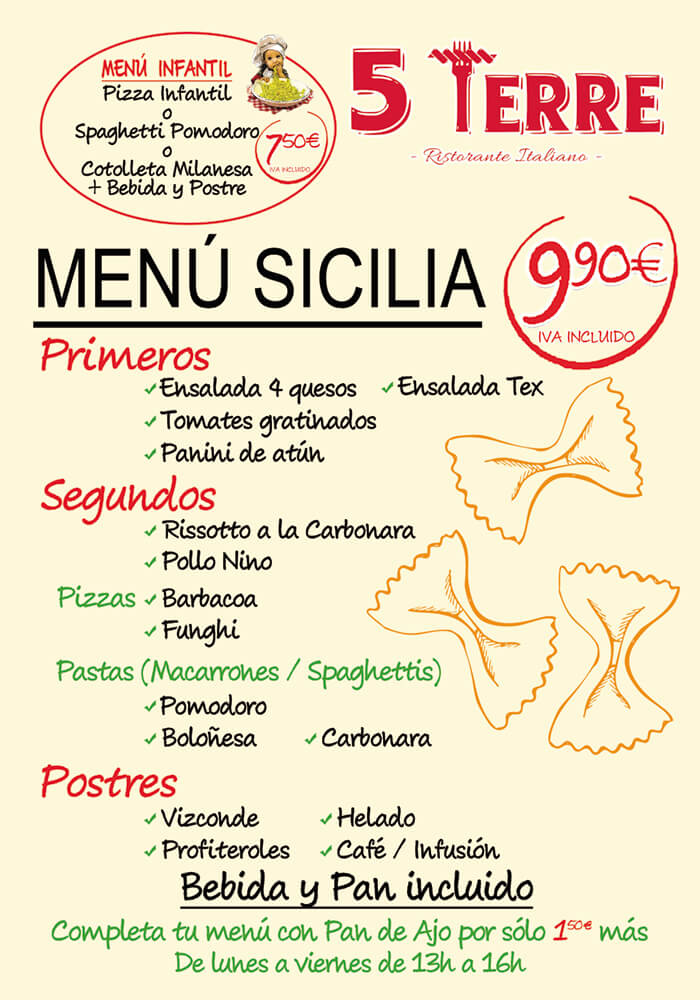 MENÚ INFANTIL
Pizza Infantil
o
Spaghetti Pomodoro
o
Cotolleta Milanesa
+ Bebida y Postre
7,50€
IVA INCLUIDO
5 TERRE
- Ristorante Italiano -
MENÚ SICILIA
9,90€
IVA INCLUIDO
Primeros
Ensalada 4 quesos Ensalada Tex
Tomates gratinados
Panini de atún
Segundos
Rissotto a la Carbonara
Pollo Nino
Pizzas Barbacoa
Funghi
Pastas (Macarrones / Spaghettis)
Pomodoro
Boloñesa Carbonara
Postres
Vizconde Helado
Profiteroles Café / Infusión
Bebida y Pan incluido
Completa tu menú con Pan de Ajo por sólo 1,50€ más
De lunes a viernes de 13h a 16h